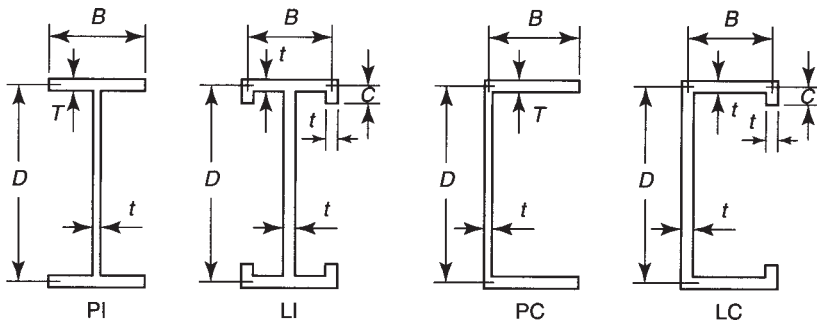 B B B B
t C t C
T t T t
D D D D
t t t t
PI LI PC LC